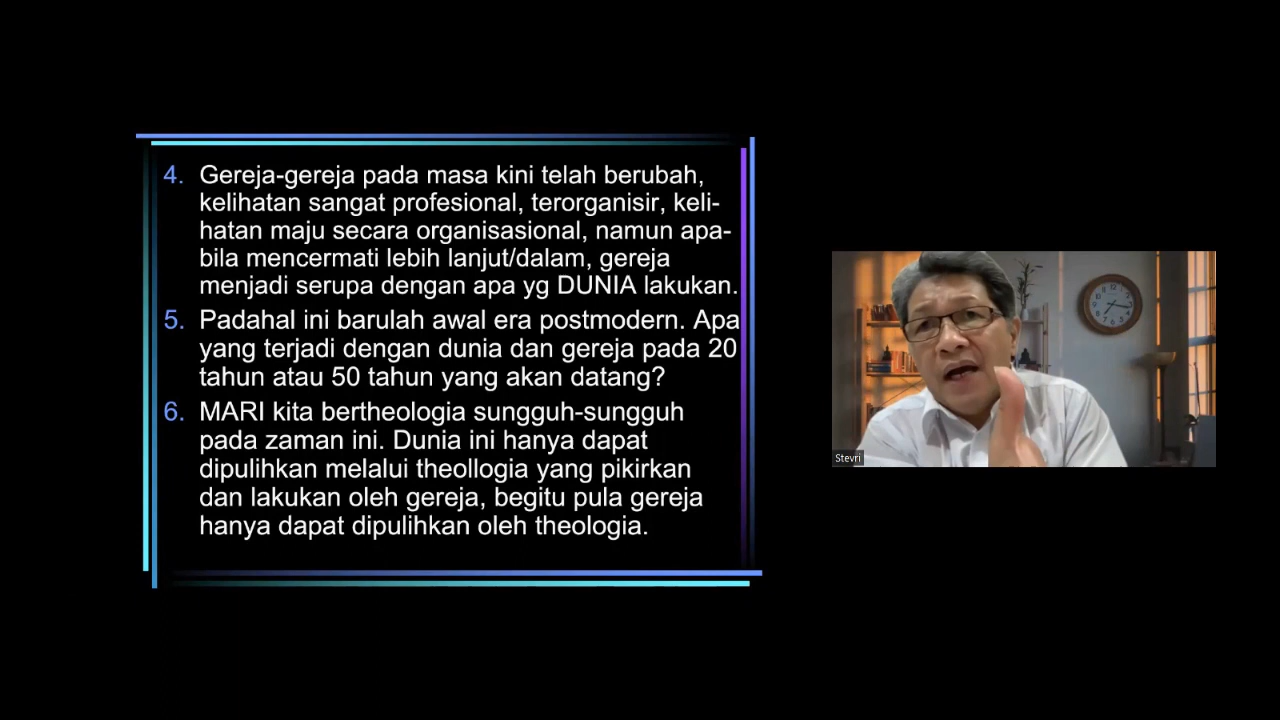 4. Gereja-gereja pada masa kini telah berubah,
kelihatan sangat profesional, terorganisir, keli-
hatan maju secara organisasional, namun apa-
bila mencermati lebih lanjut/dalam, gereja
menjadi serupa dengan apa yg DUNIA lakukan.
5. Padahal ini barulah awal era postmodern. Apa
yang terjadi dengan dunia dan gereja pada 20
tahun atau 50 tahun yang akan datang?
6. MARI kita bertheologia sungguh-sungguh
pada zaman ini. Dunia ini hanya dapat
dipulihkan melalui theollogia yang pikirkan
dan lakukan oleh gereja, begitu pula gereja
hanya dapat dipulihkan oleh theologia.
Stevri